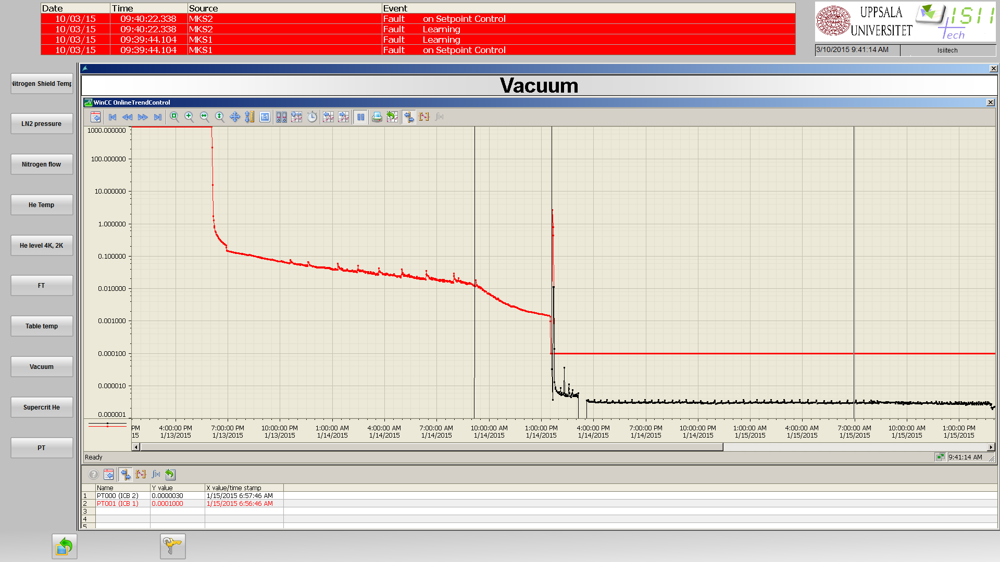 Date Time Source Event
10/03/15 09:40:22.338 MKS2 Fault on Setpoint Control
10/03/15 09:40:22.338 MKS2 Fault Learning
10/03/15 09:39:44.104 MKS1 Fault Learning
10/03/15 09:39:44.104 MKS1 Fault on Setpoint Control
UPPSALA
UNIVERSITET
ISII
Tech
3/10/2015 9:41:14 AM Isiitech
Nitrogen Shield Temp
LN2 pressure
Nitrogen flow
He Temp
He level 4K, 2K
FT
Table temp
Vacuum
Supercrit He
PT
Vacuum
WinCC OnlineTrendControl
1:1
f(x)
1000.000000
100.000000
10.000000
1.000000
0.100000
0.010000
0.001000
0.000100
0.000010
0.000001
PM 4:00:00 PM 7:00:00 PM 10:00:00 PM 1:00:00 AM 4:00:00 AM 7:00:00 AM 10:00:00 AM 1:00:00 PM 4:00:00 PM 7:00:00 PM 10:00:00 PM 1:00:00 AM 4:00:00 AM 7:00:00 AM 10:00:00 AM 1:00:00 PM
15 1/13/2015 1/13/2015 1/13/2015 1/14/2015 1/14/2015 1/14/2015 1/14/2015 1/14/2015 1/14/2015 1/14/2015 1/14/2015 1/15/2015 1/15/2015 1/15/2015 1/15/2015 1/15/2015
Ready 9:41:14 AM
? f(x)
Name Y value X value/time stamp
1 PT000 (ICB 2) 0.0000030 1/15/2015 6:57:46 AM
2 PT001 (ICB 1) 0.0001000 1/15/2015 6:56:46 AM
3
4
5